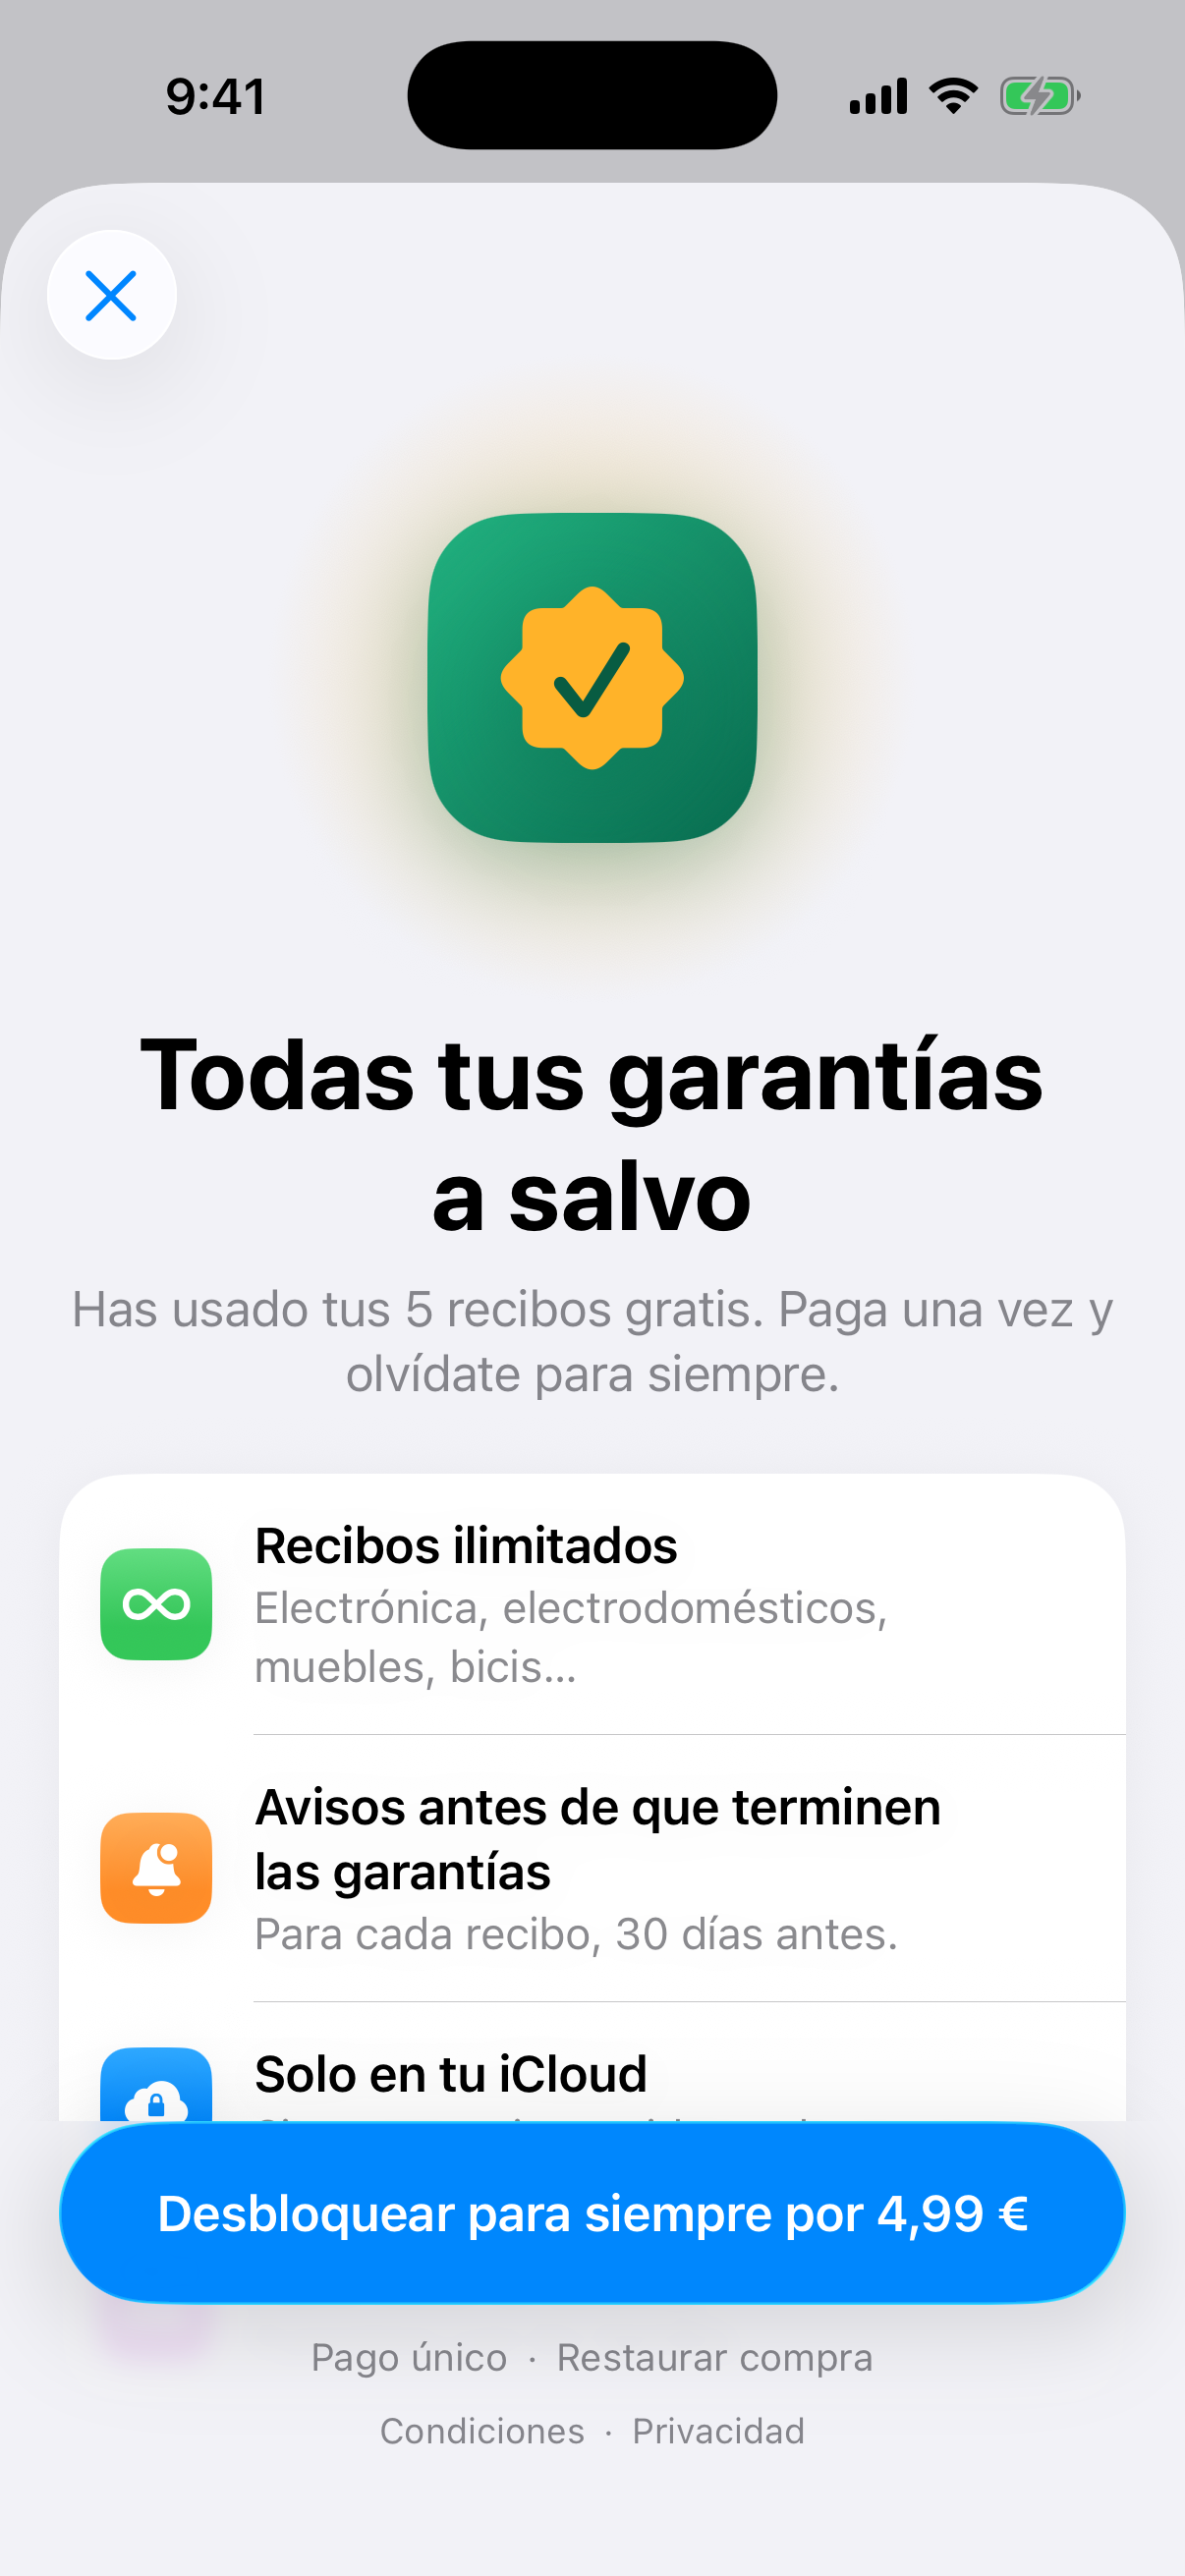 9:41
Todas tus garantías
a salvo
Has usado tus 5 recibos gratis. Paga una vez y
olvídate para siempre.
Recibos ilimitados
Electrónica, electrodomésticos,
muebles, bicis...
Avisos antes de que terminen
las garantías
Para cada recibo, 30 días antes.
Solo en tu iCloud
Desbloquear para siempre por 4,99 €
Pago único · Restaurar compra
Condiciones · Privacidad